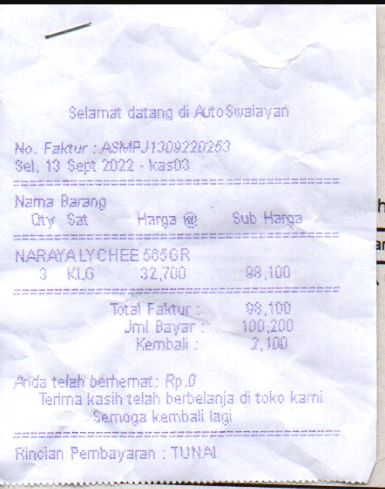 Selamat datang di AutoSwalayan
No. Faktur : ASMPJ1309220253
Sel, 13 Sept 2022 - kas03
Nama Barang
Qty Sat Harga @ Sub Harga
NARAYA LYCHEE 565GR
3 KLG 32,700 98,100
Total Faktur : 98,100
Jml Bayar : 100,200
Kembali : 2,100
Anda telah berhemat: Rp.0
Terima kasih telah berbelanja di toko kami
Semoga kembali lagi
Rincian Pembayaran : TUNAI